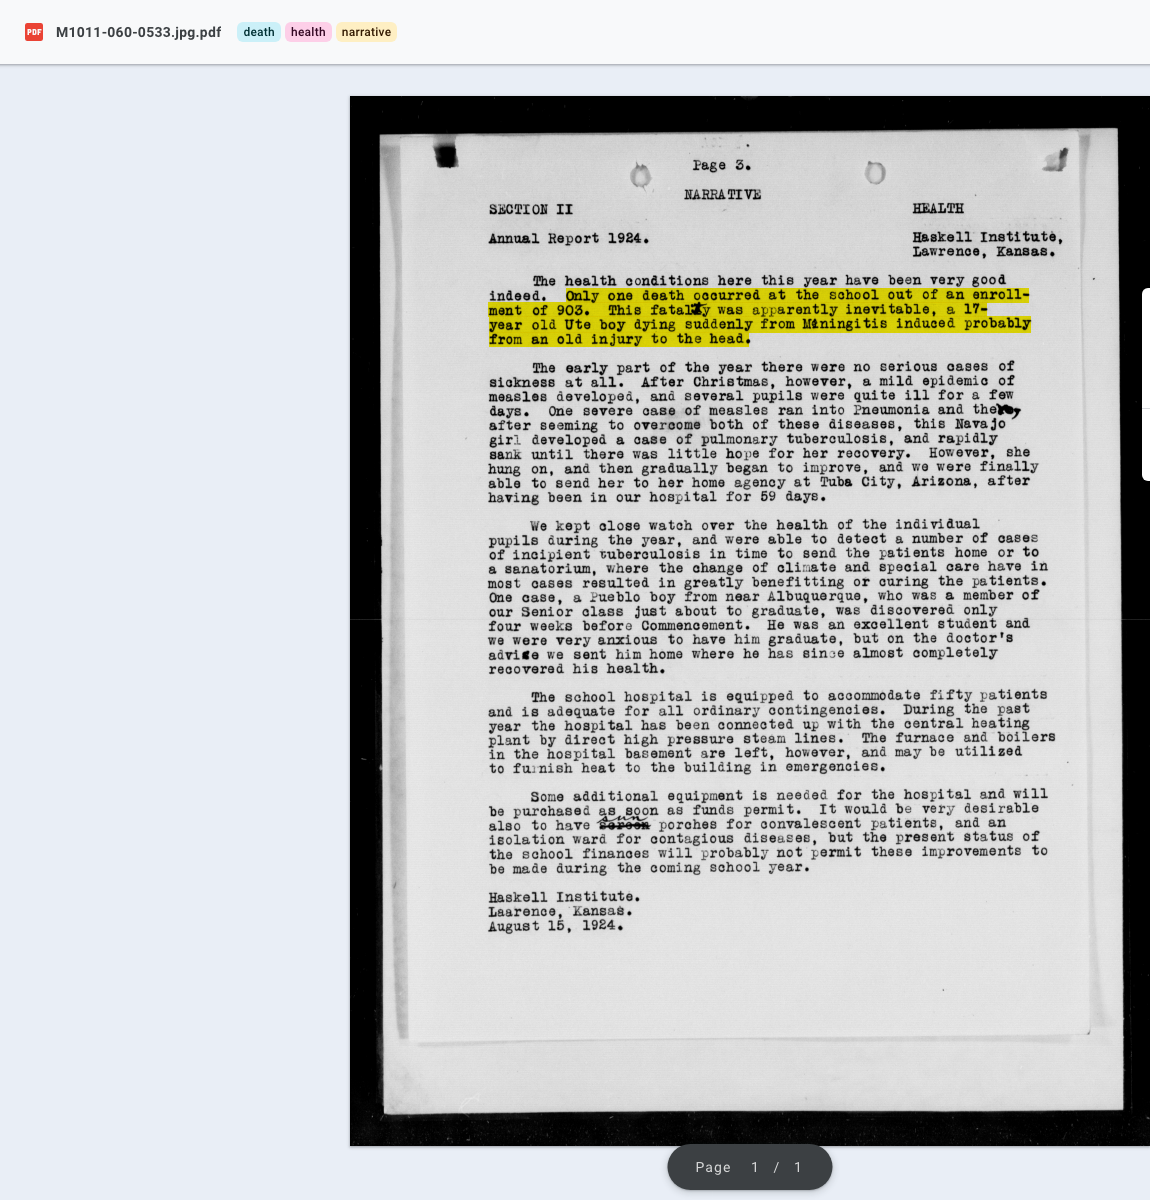 PDF M1011-060-0533.jpg.pdf death health narrative
Page 3.
NARRATIVE
SECTION II HEALTH
Annual Report 1924. Haskell Institute,
Lawrence, Kansas.
The health conditions here this year have been very good
indeed. Only one death occurred at the school out of an enroll-
ment of 903. This fatality was apparently inevitable, a 17-
year old Ute boy dying suddenly from Meningitis induced probably
from an old injury to the head.
The early part of the year there were no serious cases of
sickness at all. After Christmas, however, a mild epidemic of
measles developed, and several pupils were quite ill for a few
days. One severe case of measles ran into Pneumonia and then,
after seeming to overcome both of these diseases, this Navajo
girl developed a case of pulmonary tuberculosis, and rapidly
sank until there was little hope for her recovery. However, she
hung on, and then gradually began to improve, and we were finally
able to send her to her home agency at Tuba City, Arizona, after
having been in our hospital for 59 days.
We kept close watch over the health of the individual
pupils during the year, and were able to detect a number of cases
of incipient tuberculosis in time to send the patients home or to
a sanatorium, where the change of climate and special care have in
most cases resulted in greatly benefitting or curing the patients.
One case, a Pueblo boy from near Albuquerque, who was a member of
our Senior class just about to graduate, was discovered only
four weeks before Commencement. He was an excellent student and
we were very anxious to have him graduate, but on the doctor's
advice we sent him home where he has since almost completely
recovered his health.
The school hospital is equipped to accommodate fifty patients
and is adequate for all ordinary contingencies. During the past
year the hospital has been connected up with the central heating
plant by direct high pressure steam lines. The furnace and boilers
in the hospital basement are left, however, and may be utilized
to furnish heat to the building in emergencies.
Some additional equipment is needed for the hospital and will
be purchased as soon as funds permit. It would be very desirable
sun
also to have screen porches for convalescent patients, and an
isolation ward for contagious diseases, but the present status of
the school finances will probably not permit these improvements to
be made during the coming school year.
Haskell Institute.
Laarence, Kansas.
August 15, 1924.
Page 1 / 1